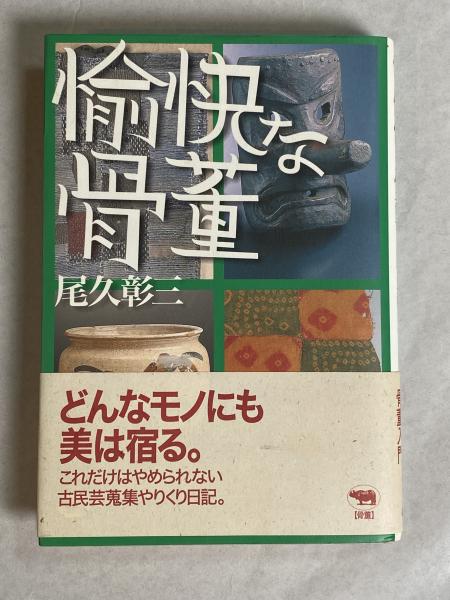 愉快な
骨董
尾久彰三
どんなモノにも
美は宿る。
これだけはやめられない
古民芸蒐集やりくり日記。
【骨董】